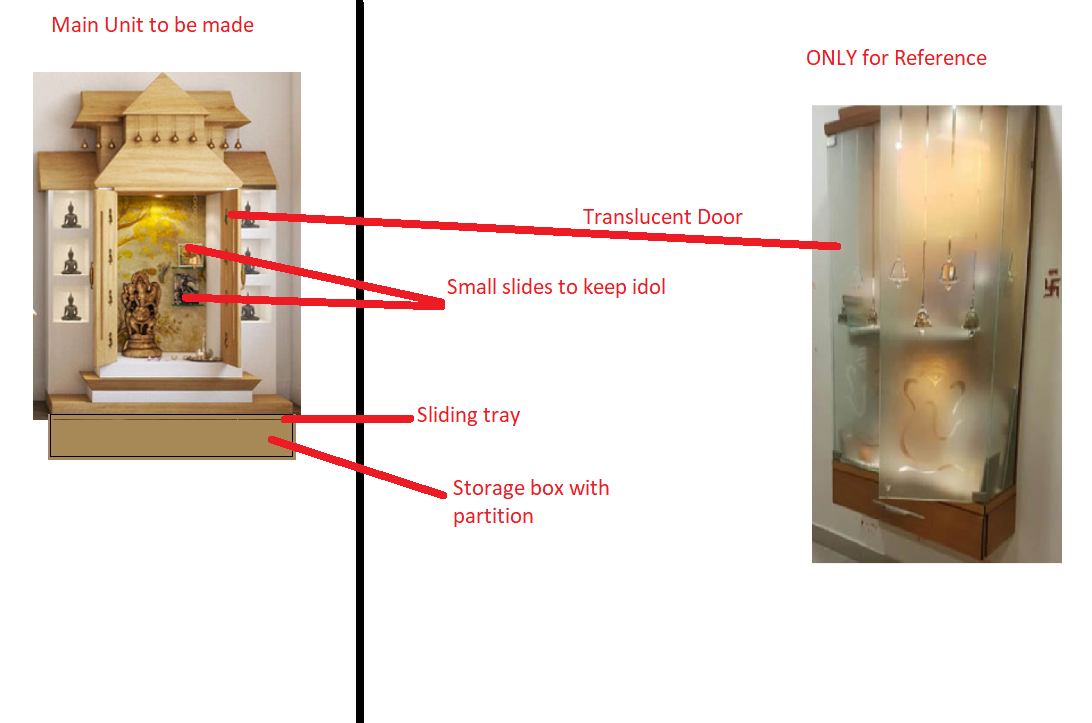 Main Unit to be made
ONLY for Reference
Translucent Door
Small slides to keep idol
Sliding tray
Storage box with
partition